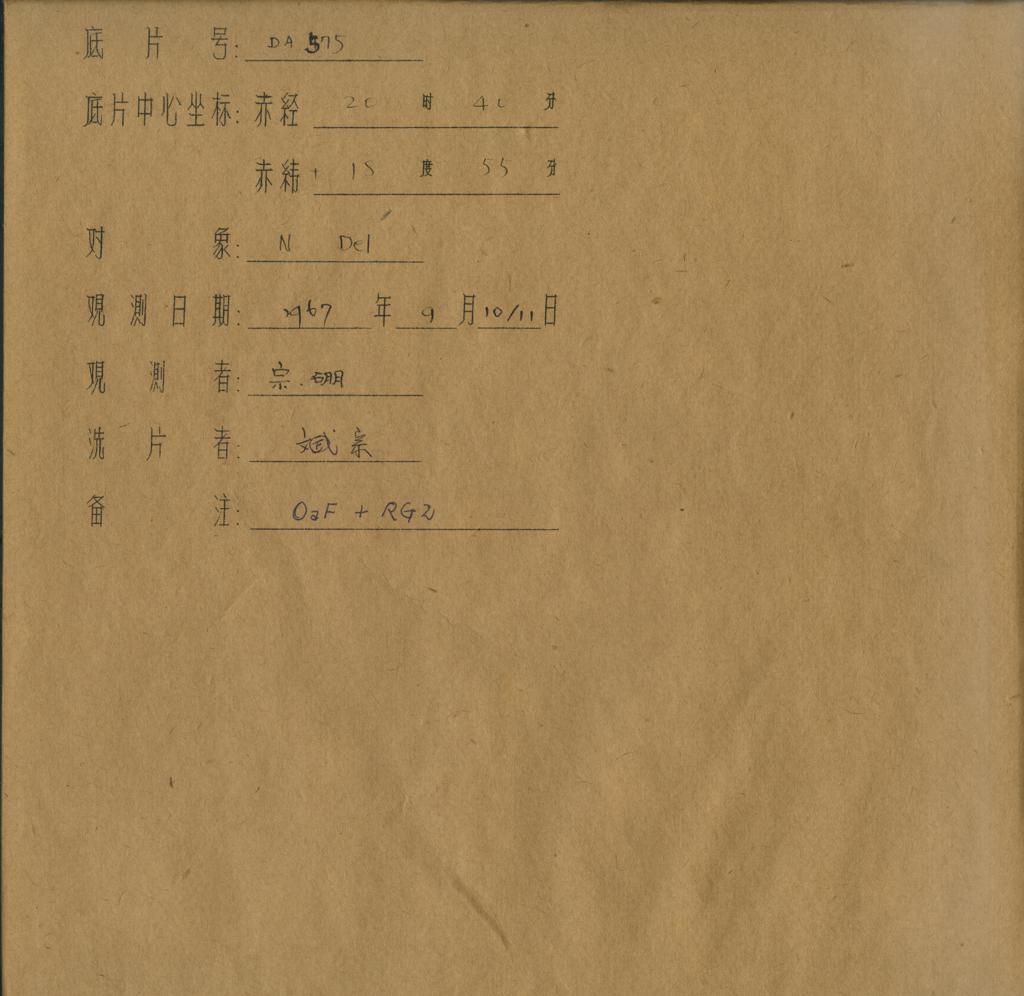 底片号: DA 575
底片中心坐标: 赤经 20 时 40 分
赤纬 + 18 度 55 分
对象: N Del
观测日期: 1967 年 9 月 10/11 日
观测者: 宗.硼
洗片者: 斌 宗
备注: OaF + RG2